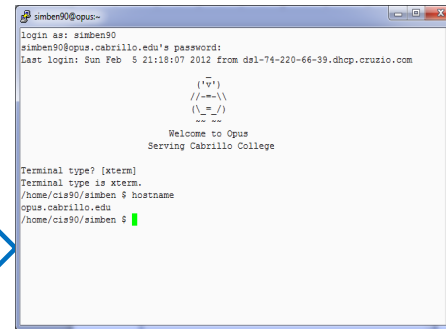 simben90@opus:~
login as: simben90
simben90@opus.cabrillo.edu's password:
Last login: Sun Feb  5 21:18:07 2012 from dsl-74-220-66-39.dhcp.cruzio.com
_
('v')
//-=-\\
(\_=_/)
~~ ~~
Welcome to Opus
Serving Cabrillo College
Terminal type? [xterm]
Terminal type is xterm.
/home/cis90/simben $ hostname
opus.cabrillo.edu
/home/cis90/simben $